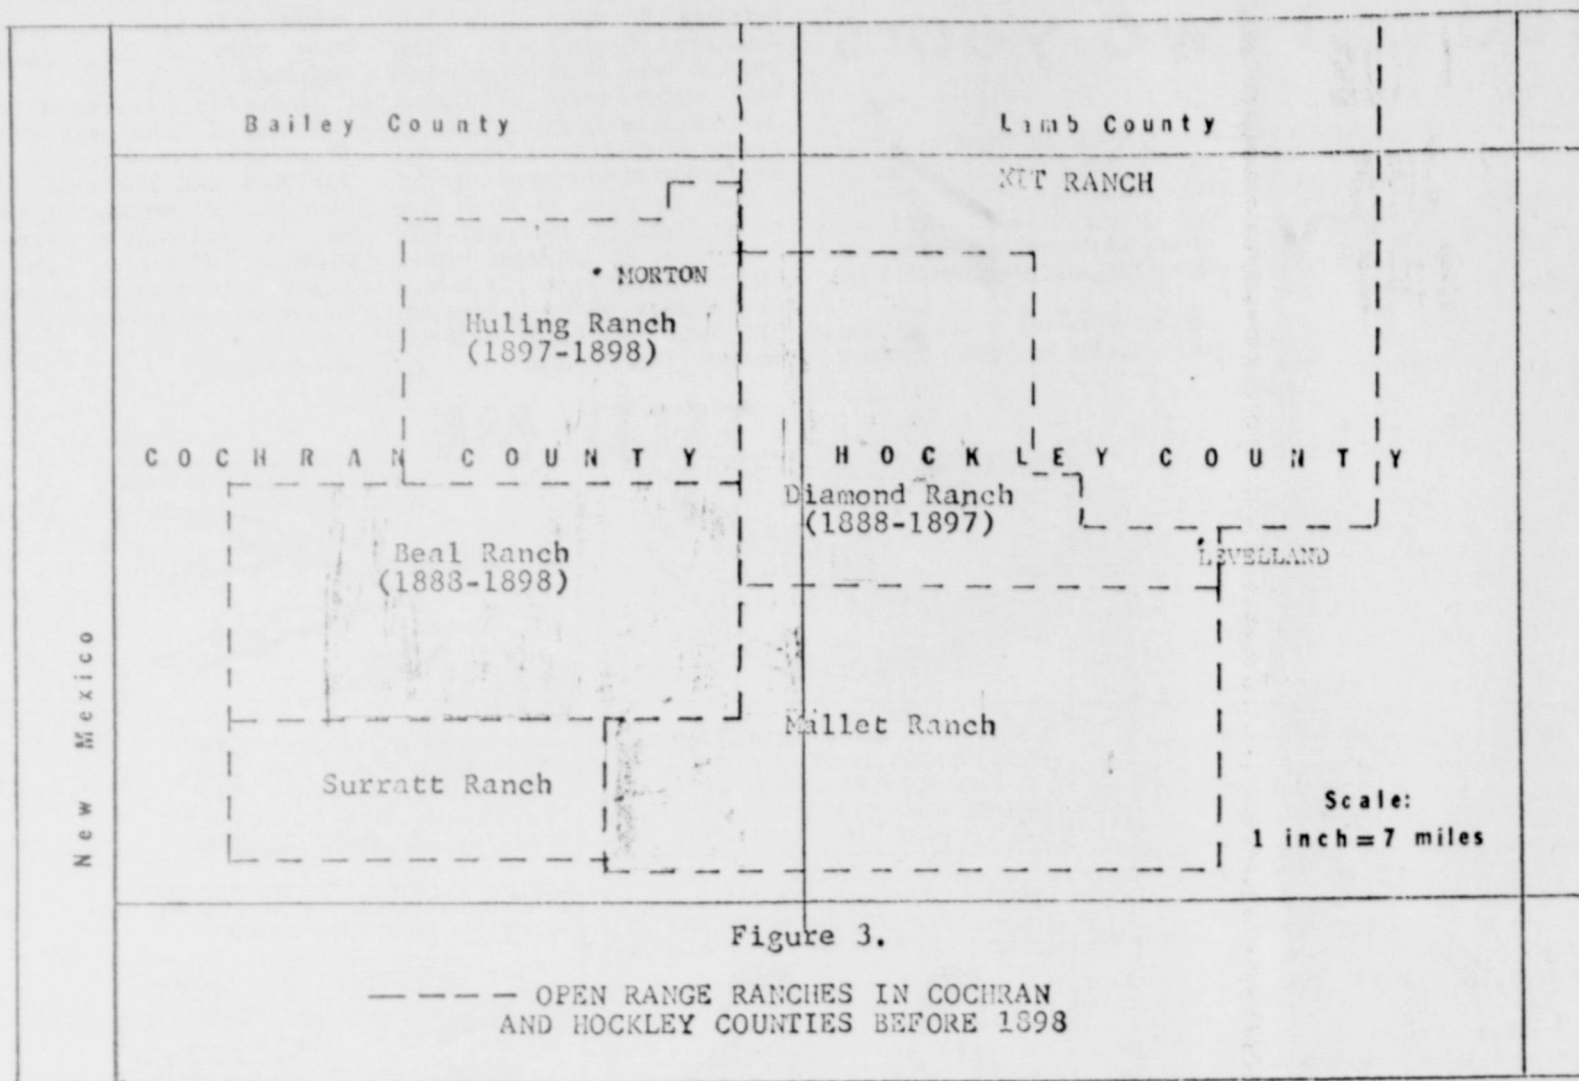 Bailey County
Lamb County
XIT RANCH
MORTON
Huling Ranch
(1897-1898)
COCHRAN COUNTY
HOCKLEY COUNTY
Diamond Ranch
(1888-1897)
Beal Ranch
(1888-1898)
LEVELLAND
New Mexico
Mallet Ranch
Surratt Ranch
Scale:
1 inch=7 miles
Figure 3.
---- OPEN RANGE RANCHES IN COCHRAN
AND HOCKLEY COUNTIES BEFORE 1898